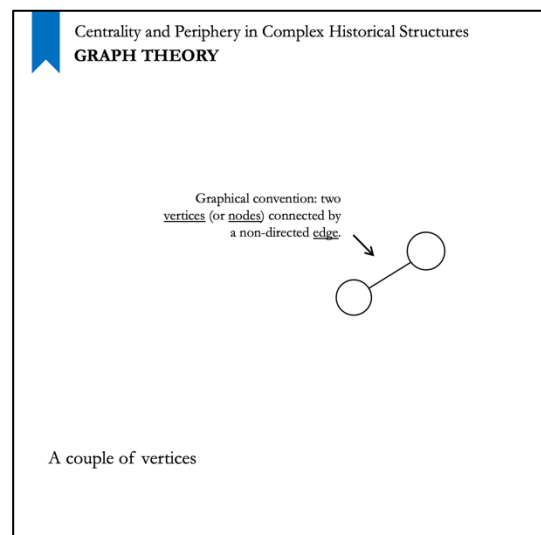 Centrality and Periphery in Complex Historical Structures
GRAPH THEORY
Graphical convention: two
vertices (or nodes) connected by
a non-directed edge.
A couple of vertices